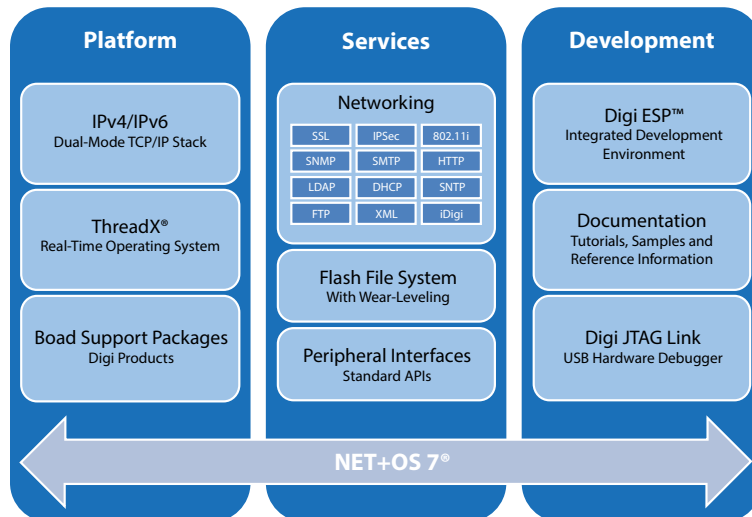 Platform
IPv4/IPv6
Dual-Mode TCP/IP Stack
ThreadX®
Real-Time Operating System
Boad Support Packages
Digi Products
Services
Networking
SSL
IPSec
802.11i
SNMP
SMTP
HTTP
LDAP
DHCP
SNTP
FTP
XML
iDigi
Flash File System
With Wear-Leveling
Peripheral Interfaces
Standard APIs
Development
Digi ESP™
Integrated Development
Environment
Documentation
Tutorials, Samples and
Reference Information
Digi JTAG Link
USB Hardware Debugger
NET+OS 7®